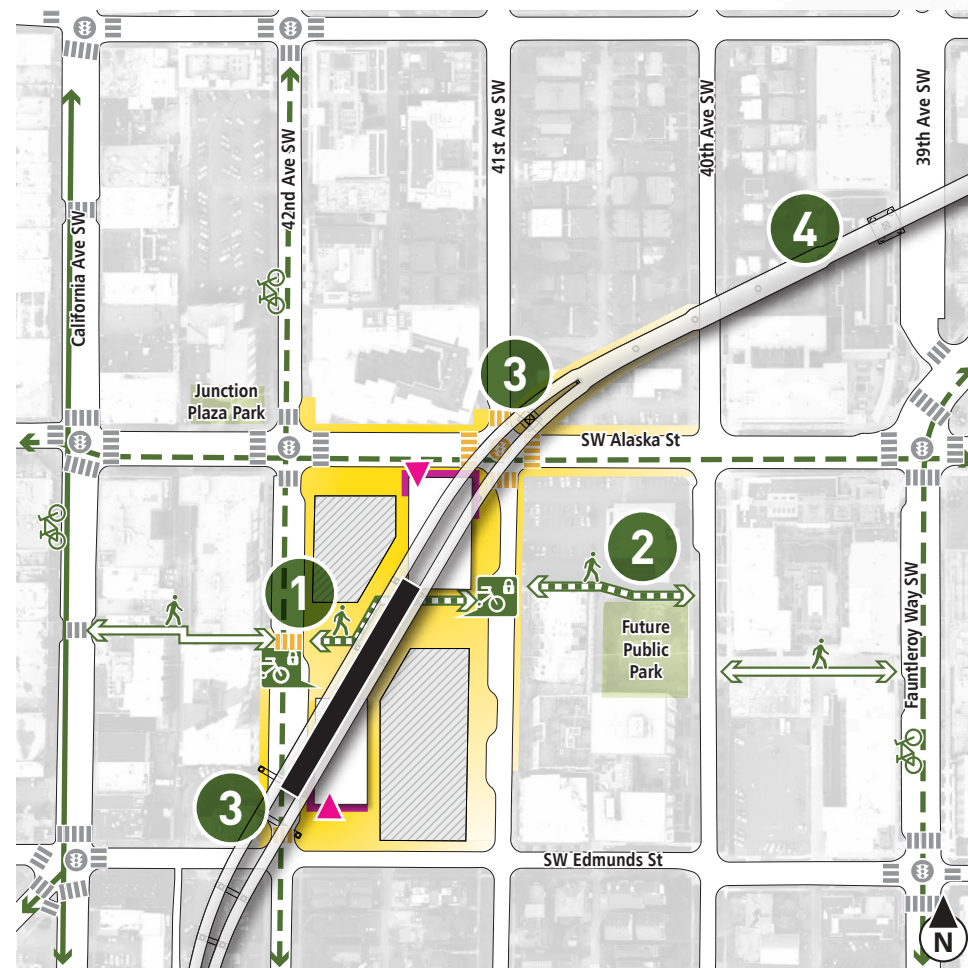 California Ave SW
42nd Ave SW
41st Ave SW
40th Ave SW
39th Ave SW
4
3
Junction
Plaza Park
SW Alaska St
2
1
Future
Public
Park
Fauntleroy Way SW
3
SW Edmunds St
N